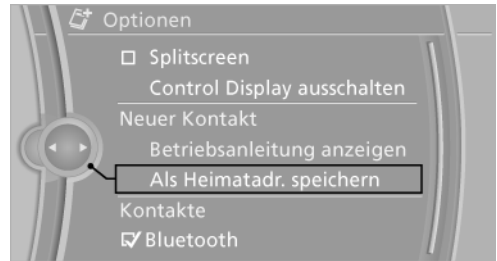 Optionen
Splitscreen
Control Display ausschalten
Neuer Kontakt
Betriebsanleitung anzeigen
Als Heimatadr. speichern
Kontakte
Bluetooth